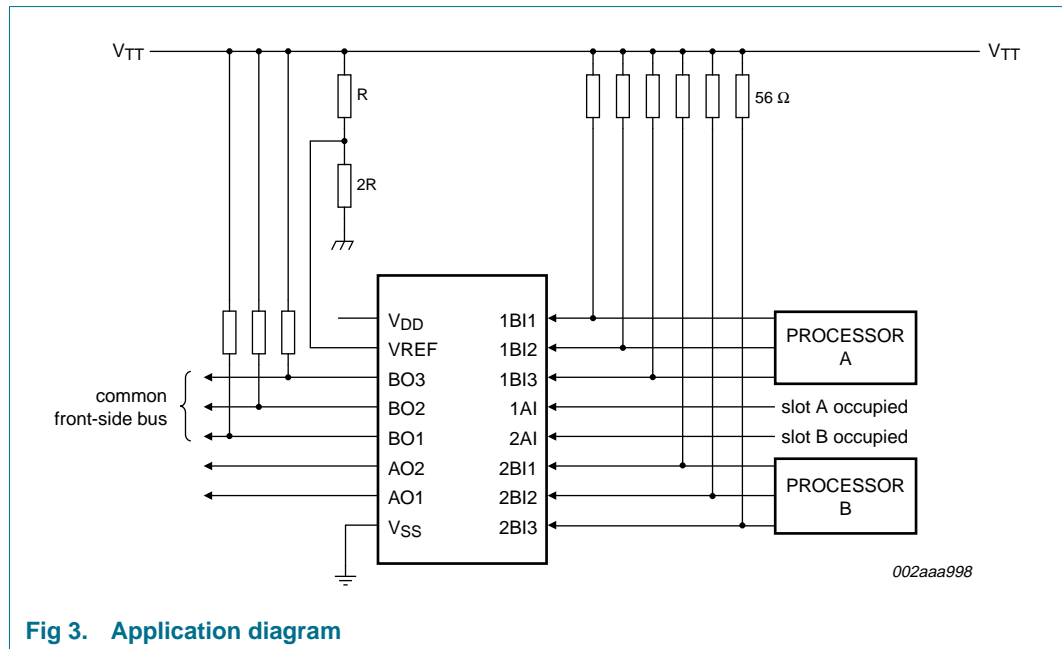 VTT VTT
R
56 Ω
2R
VDD 1BI1
VREF 1BI2
BO3 1BI3
BO2 1AI
BO1 2AI
AO2 2BI1
AO1 2BI2
VSS 2BI3
common
front-side bus
PROCESSOR
A
slot A occupied
slot B occupied
PROCESSOR
B
002aaa998
Fig 3. Application diagram